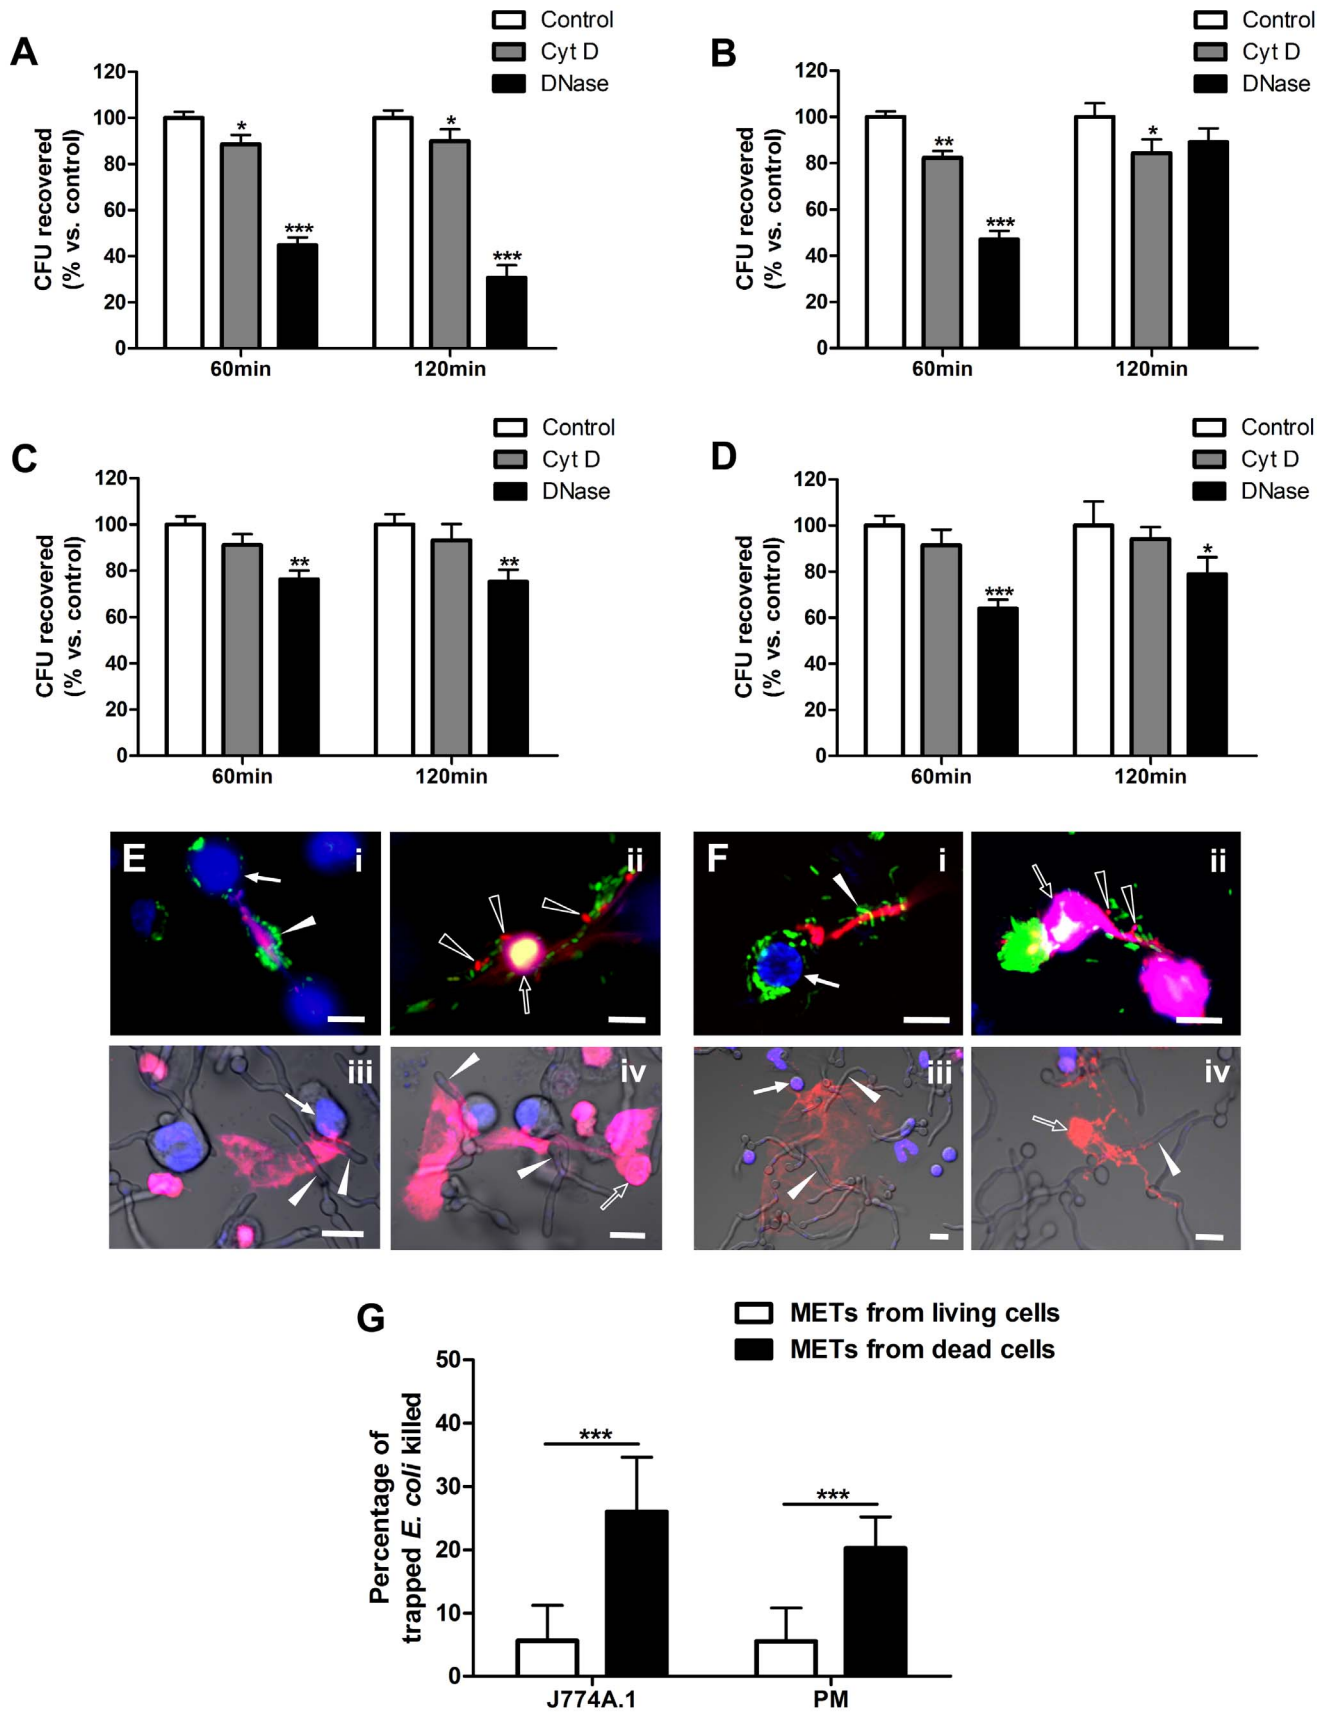 A
Control
Cyt D
DNase
CFU recovered
(% vs. control)
120
100
80
60
40
20
0
*
***
*
***
60min
120min
B
Control
Cyt D
DNase
CFU recovered
(% vs. control)
120
100
80
60
40
20
0
**
***
*
60min
120min
C
Control
Cyt D
DNase
CFU recovered
(% vs. control)
120
100
80
60
40
20
0
**
**
60min
120min
D
Control
Cyt D
DNase
CFU recovered
(% vs. control)
120
100
80
60
40
20
0
***
*
60min
120min
E
i
ii
iii
iv
F
i
ii
iii
iv
G
METs from living cells
METs from dead cells
Percentage of
trapped E. coli killed
50
40
30
20
10
0
***
***
J774A.1
PM